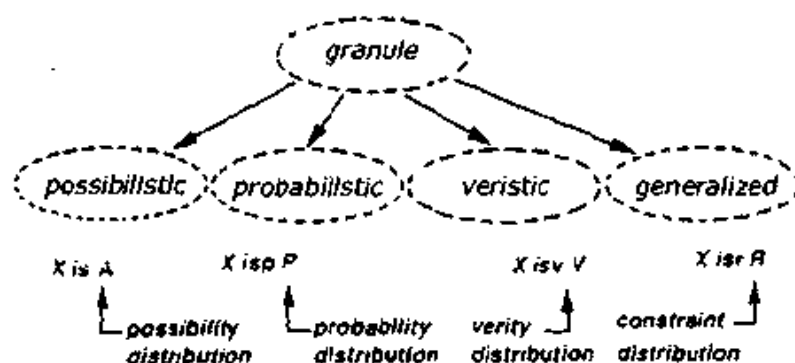 granule
possibilistic probabilistic veristic generalized
X is A X isp P X isv V X isr R
possibility probability verity constraint
distribution distribution distribution distribution